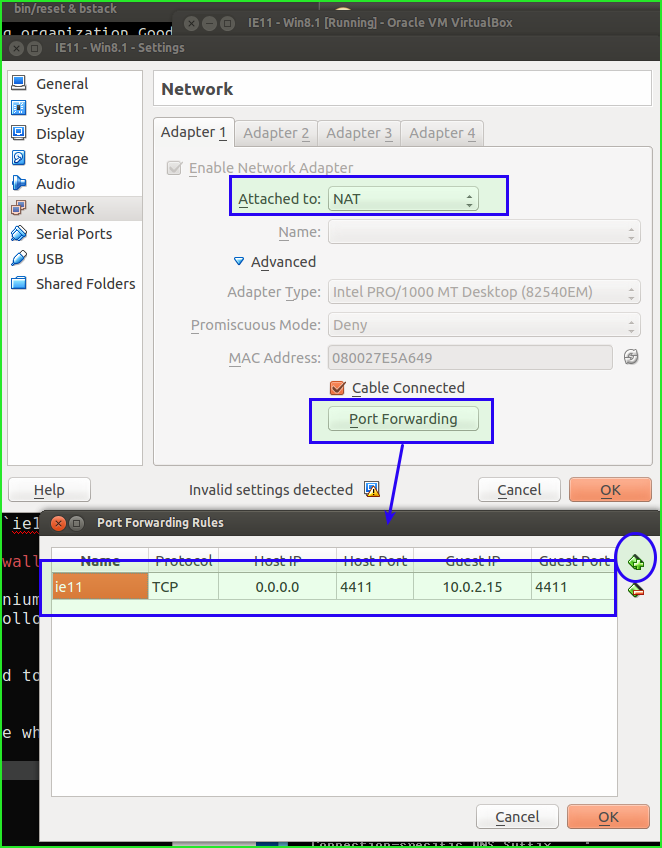 bin/reset & bstack
g organization Good
IE11 - Win8.1 [Running] - Oracle VM VirtualBox
IE11 - Win8.1 - Settings
General
System
Display
Storage
Audio
Network
Serial Ports
USB
Shared Folders
Network
Adapter 1 Adapter 2 Adapter 3 Adapter 4
Enable Network Adapter
Attached to: NAT
Name:
Advanced
Adapter Type: Intel PRO/1000 MT Desktop (82540EM)
Promiscuous Mode: Deny
MAC Address: 080027E5A649
Cable Connected
Port Forwarding
Help Invalid settings detected Cancel OK
`ie1
Port Forwarding Rules
wall
Name Protocol Host IP Host Port Guest IP Guest Port
ie11 TCP 0.0.0.0 4411 10.0.2.15 4411
nium
ollo
d to
e wh
Cancel OK
Connection-specific DNS Suffix